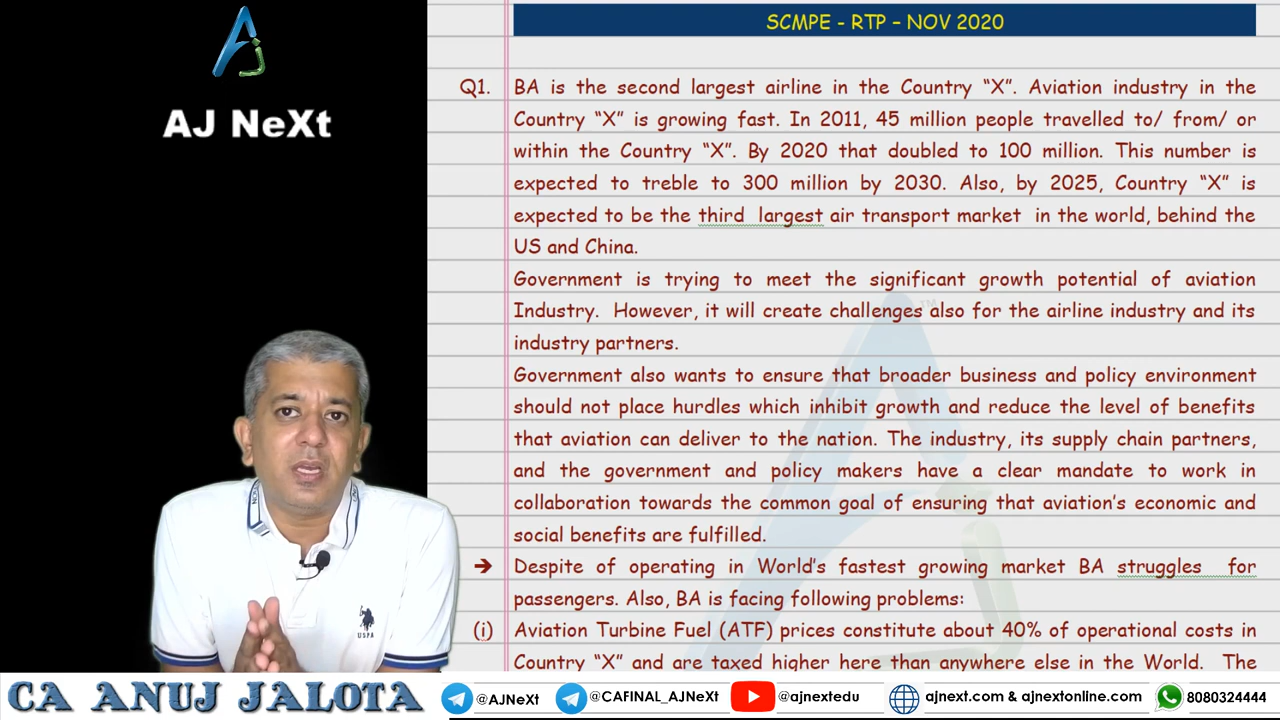 AJ NeXt
SCMPE - RTP – NOV 2020
Q1. BA is the second largest airline in the Country “X”. Aviation industry in the
Country “X” is growing fast. In 2011, 45 million people travelled to/ from/ or
within the Country “X”. By 2020 that doubled to 100 million. This number is
expected to treble to 300 million by 2030. Also, by 2025, Country “X” is
expected to be the third largest air transport market in the world, behind the
US and China.
Government is trying to meet the significant growth potential of aviation
Industry. However, it will create challenges also for the airline industry and its
industry partners.
Government also wants to ensure that broader business and policy environment
should not place hurdles which inhibit growth and reduce the level of benefits
that aviation can deliver to the nation. The industry, its supply chain partners,
and the government and policy makers have a clear mandate to work in
collaboration towards the common goal of ensuring that aviation’s economic and
social benefits are fulfilled.
➔ Despite of operating in World’s fastest growing market BA struggles for
passengers. Also, BA is facing following problems:
(i) Aviation Turbine Fuel (ATF) prices constitute about 40% of operational costs in
Country “X” and are taxed higher here than anywhere else in the World. The
TM
USPA
CA ANUJ JALOTA
@AJNeXt
@CAFINAL_AJNeXt
@ajnextedu
ajnext.com & ajnextonline.com
8080324444